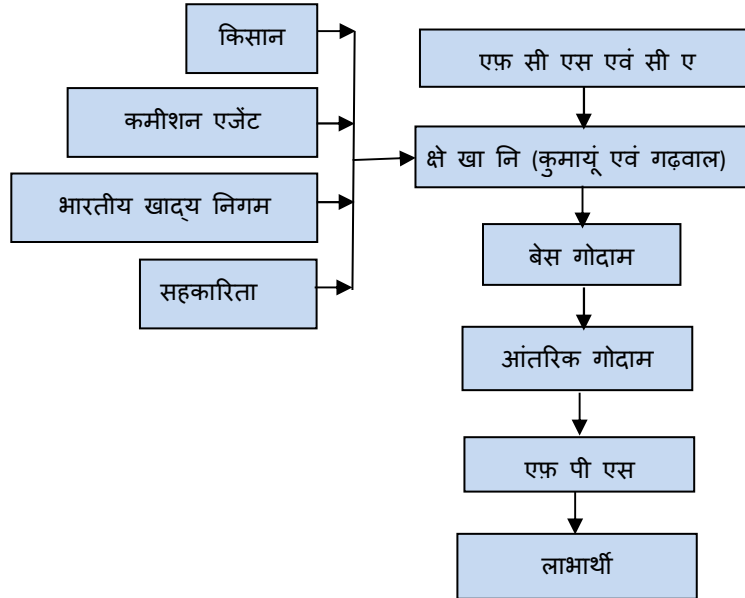 किसान
कमीशन एजेंट
भारतीय खाद्य निगम
सहकारिता
एफ़ सी एस एवं सी ए
क्षे खा नि (कुमायूं एवं गढ़वाल)
बेस गोदाम
आंतरिक गोदाम
एफ़ पी एस
लाभार्थी